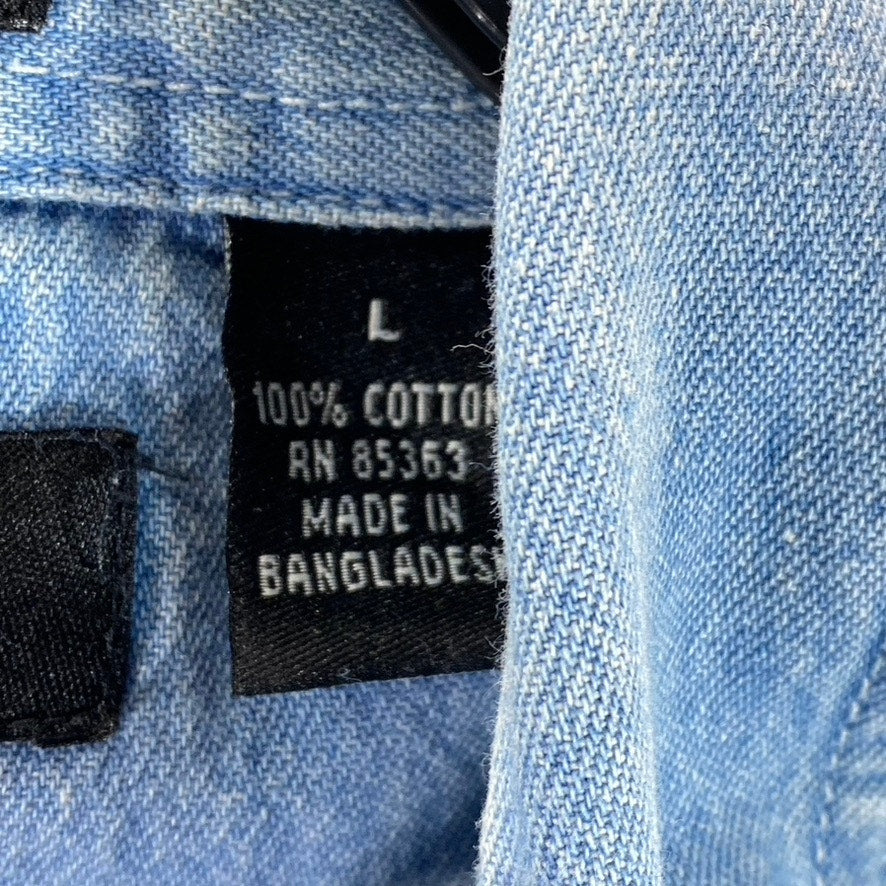 L
100% COTTON
RN 85363
MADE IN
BANGLADESH